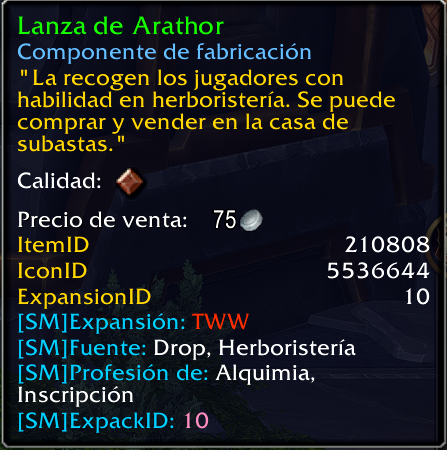 Lanza de Arathor
Componente de fabricación
"La recogen los jugadores con
habilidad en herboristería. Se puede
comprar y vender en la casa de
subastas."
Calidad:
Precio de venta: 75
ItemID 210808
IconID 5536644
ExpansionID 10
[SM]Expansión: TWW
[SM]Fuente: Drop, Herboristería
[SM]Profesión de: Alquimia,
Inscripción
[SM]ExpackID: 10